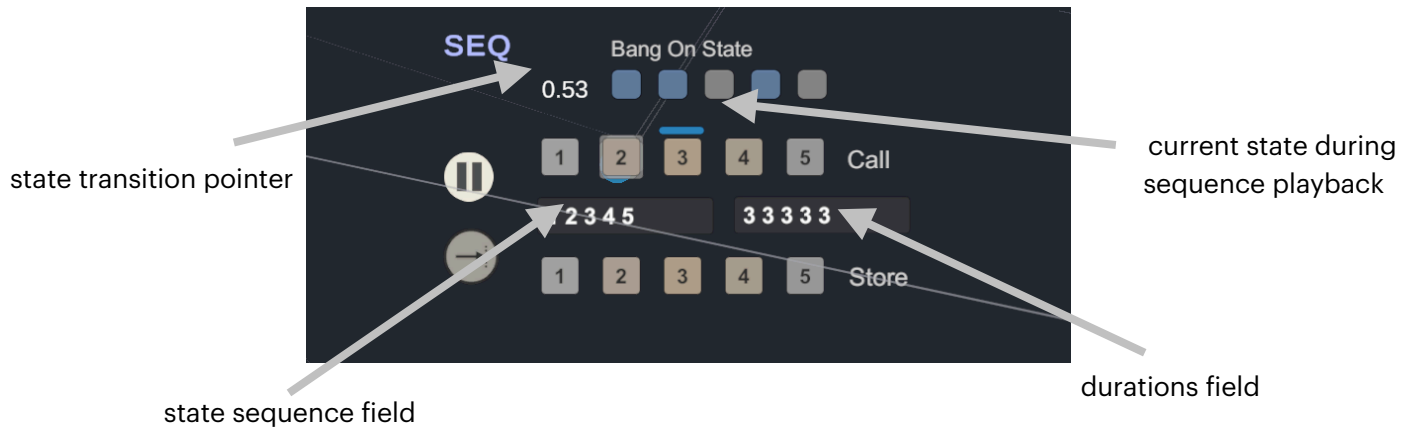 SEQ
Bang On State
0.53
1 2 3 4 5 Call
2 3 4 5
3 3 3 3 3
1 2 3 4 5 Store
state transition pointer
current state during
sequence playback
state sequence field
durations field